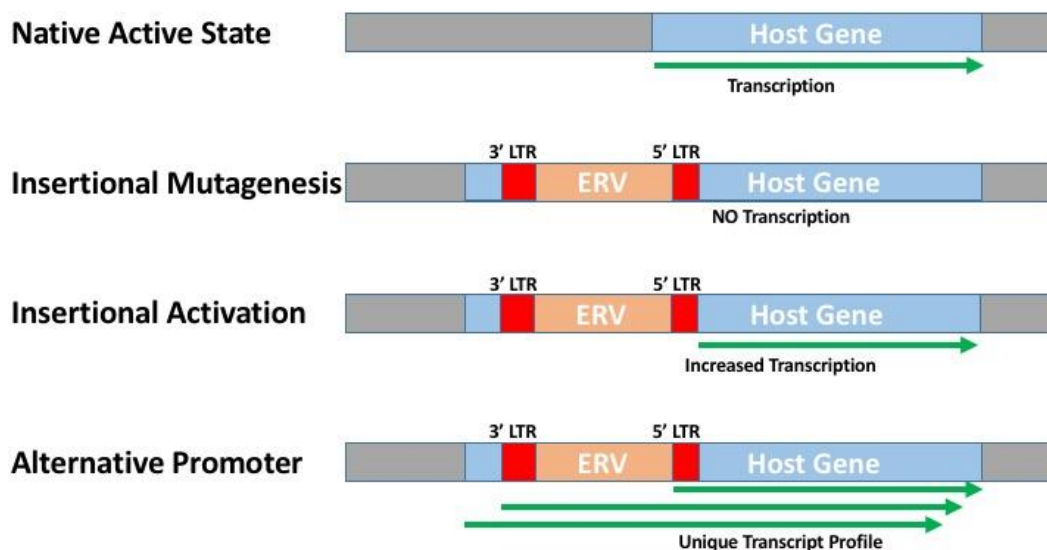 Native Active State
Host Gene
Transcription
3' LTR 5' LTR
Insertional Mutagenesis
ERV Host Gene
NO Transcription
3' LTR 5' LTR
Insertional Activation
ERV Host Gene
Increased Transcription
3' LTR 5' LTR
Alternative Promoter
ERV Host Gene
Unique Transcript Profile